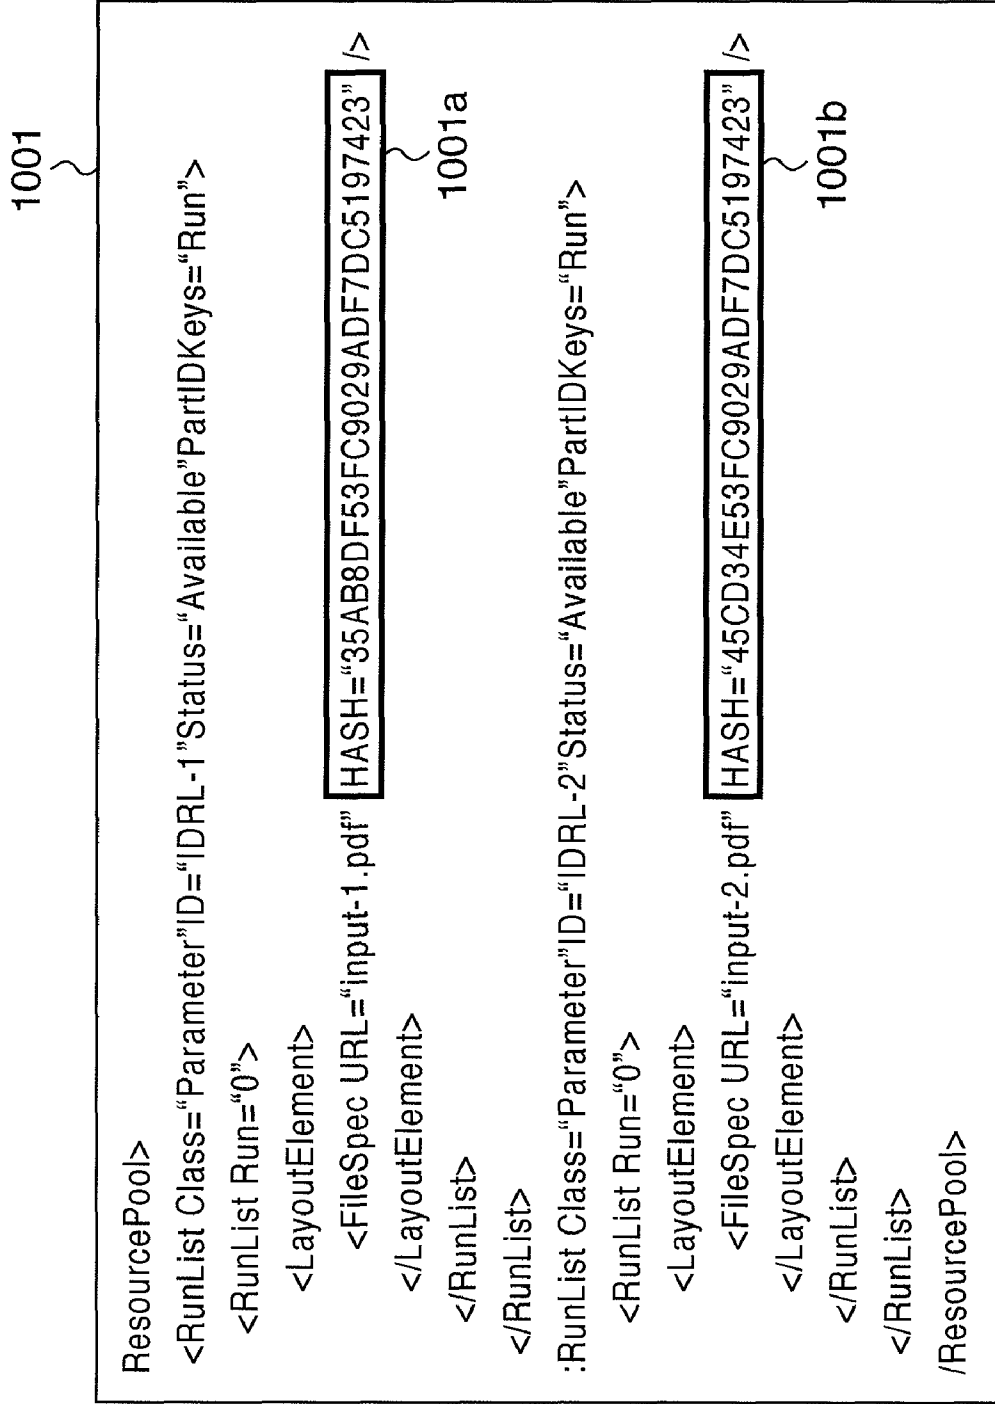 1001
ResourcePool>
<RunList Class=“Parameter”ID=“IDRL-1”Status=“Available”PartIDKeys=“Run”>
<RunList Run=“0”>
<LayoutElement>
<FileSpec URL=“input-1.pdf” HASH=“35AB8DF53FC9029ADF7DC5197423” />
1001a
</LayoutElement>
</RunList>
</RunList>
:RunList Class=“Parameter”ID=“IDRL-2”Status=“Available”PartIDKeys=“Run”>
<RunList Run=“0”>
<LayoutElement>
<FileSpec URL=“input-2.pdf” HASH=“45CD34E53FC9029ADF7DC5197423” />
1001b
</LayoutElement>
</RunList>
</RunList>
/ResourcePool>